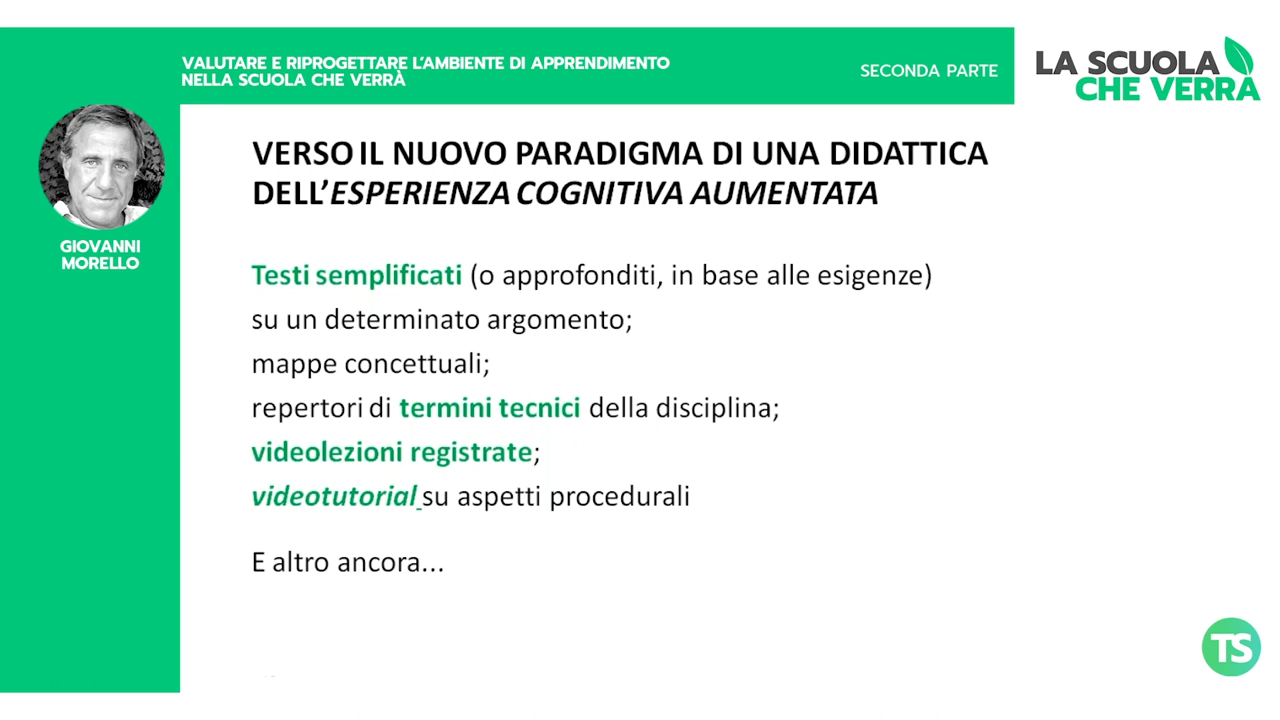 VALUTARE E RIPROGETTARE L'AMBIENTE DI APPRENDIMENTO
NELLA SCUOLA CHE VERRÀ
SECONDA PARTE
LA SCUOLA
CHE VERRÀ
GIOVANNI
MORELLO
VERSO IL NUOVO PARADIGMA DI UNA DIDATTICA
DELL'ESPERIENZA COGNITIVA AUMENTATA
Testi semplificati (o approfonditi, in base alle esigenze)
su un determinato argomento;
mappe concettuali;
repertori di termini tecnici della disciplina;
videolezioni registrate;
videotutorial su aspetti procedurali
E altro ancora...
TS